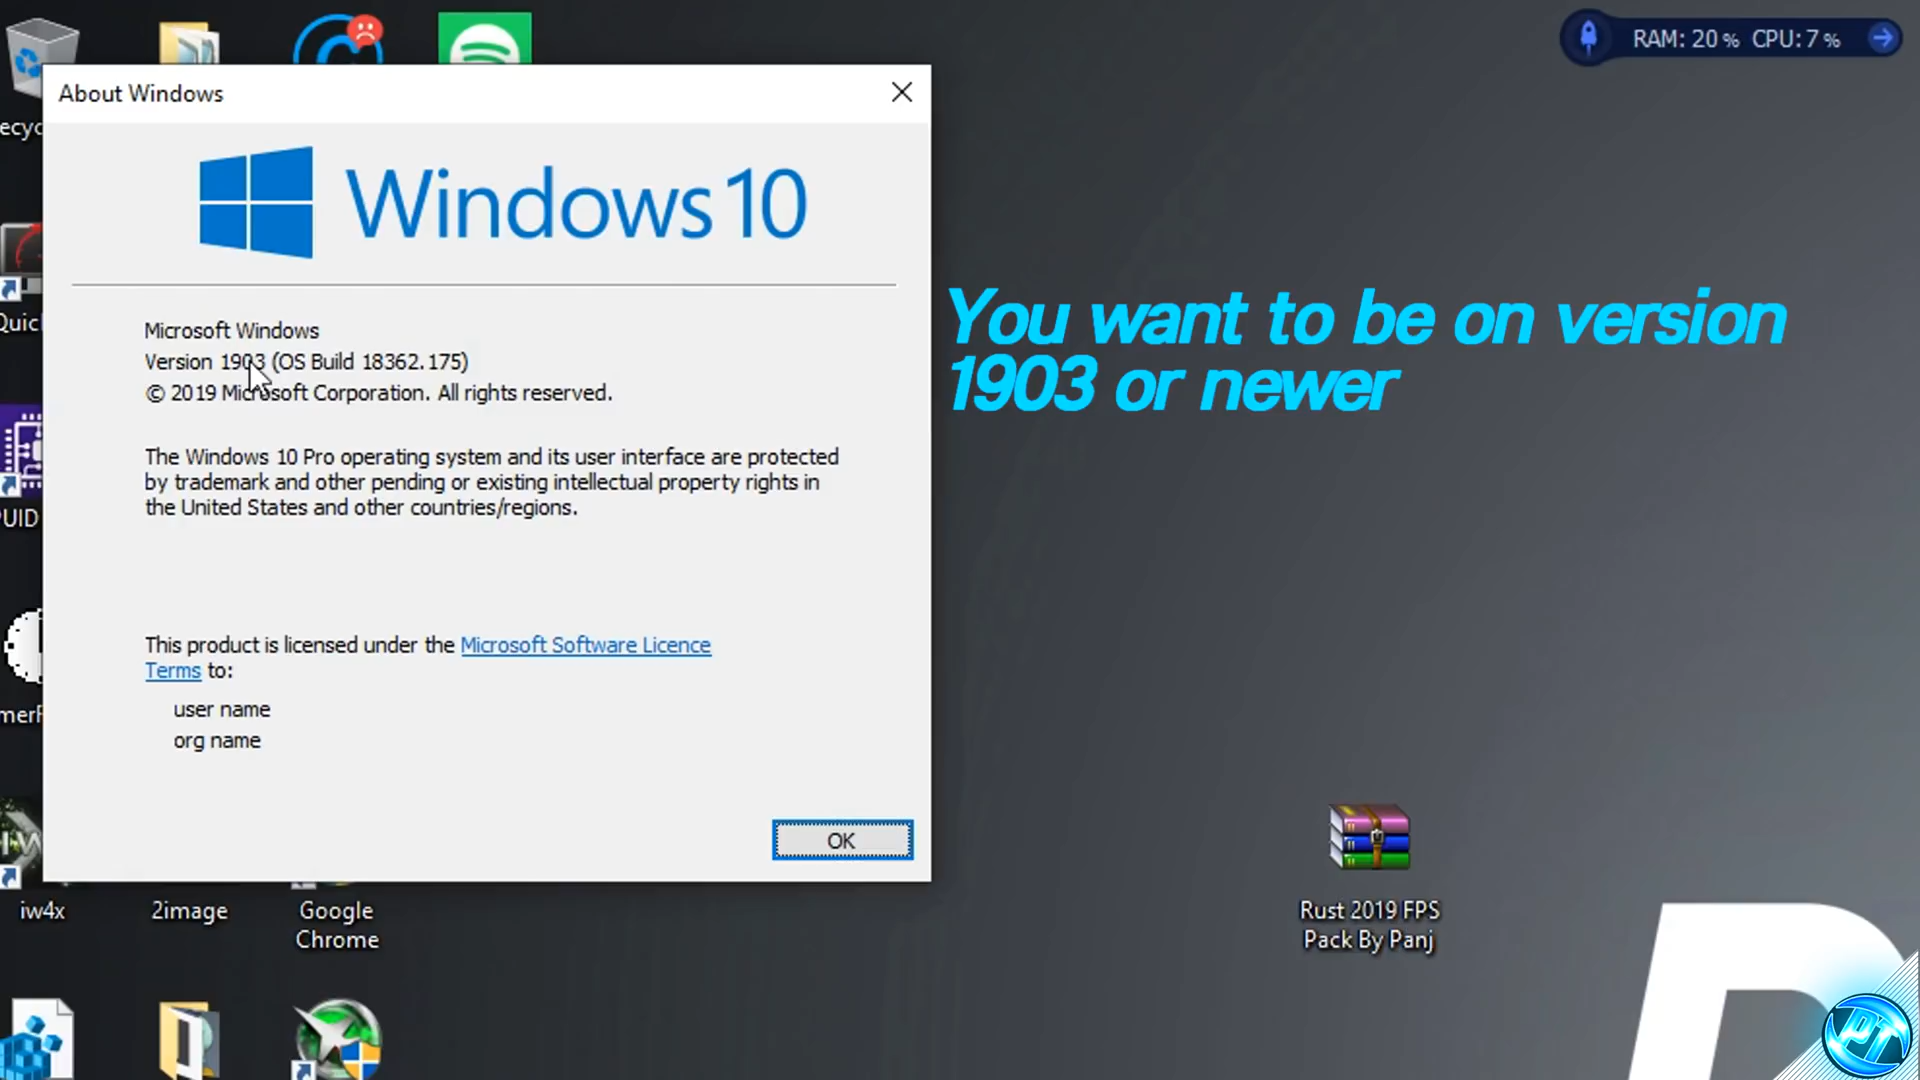 RAM: 20 % CPU: 7 %
About Windows
Windows 10
Microsoft Windows
Version 1903 (OS Build 18362.175)
© 2019 Microsoft Corporation. All rights reserved.
The Windows 10 Pro operating system and its user interface are protected
by trademark and other pending or existing intellectual property rights in
the United States and other countries/regions.
This product is licensed under the Microsoft Software Licence
Terms to:
user name
org name
OK
You want to be on version
1903 or newer
iw4x
2image
Google
Chrome
Rust 2019 FPS
Pack By Panj
PT